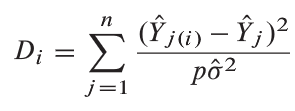 $D_i = \sum_{j=1}^{n} \frac{(\hat{Y}_{j(i)} - \hat{Y}_j)^2}{p\hat{\sigma}^2}$